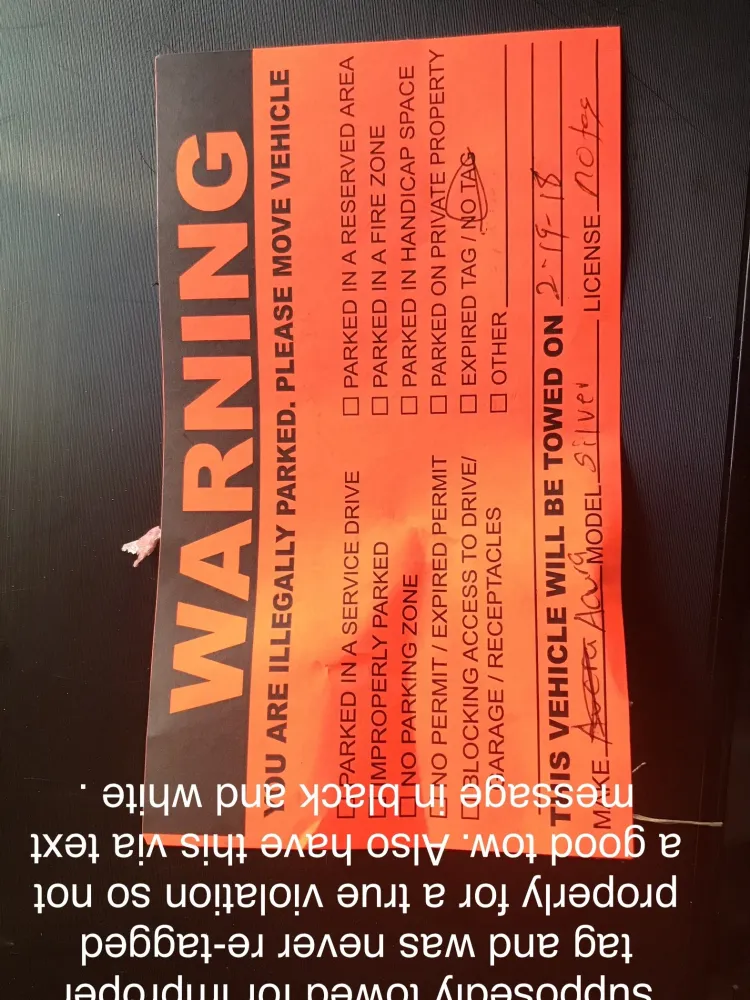 WARNING
YOU ARE ILLEGALLY PARKED. PLEASE MOVE VEHICLE
PARKED IN A SERVICE DRIVE
IMPROPERLY PARKED
NO PARKING ZONE
NO PERMIT / EXPIRED PERMIT
BLOCKING ACCESS TO DRIVE/
GARAGE / RECEPTACLES
PARKED IN A RESERVED AREA
PARKED IN A FIRE ZONE
PARKED IN HANDICAP SPACE
PARKED ON PRIVATE PROPERTY
EXPIRED TAG / NO TAG
OTHER
THIS VEHICLE WILL BE TOWED ON 2-19-18
MAKE Acura MODEL Silver LICENSE no tag
supposedly towed for improper
tag and was never re-tagged
properly for a true violation so not
a good tow. Also have this via text
message in black and white .